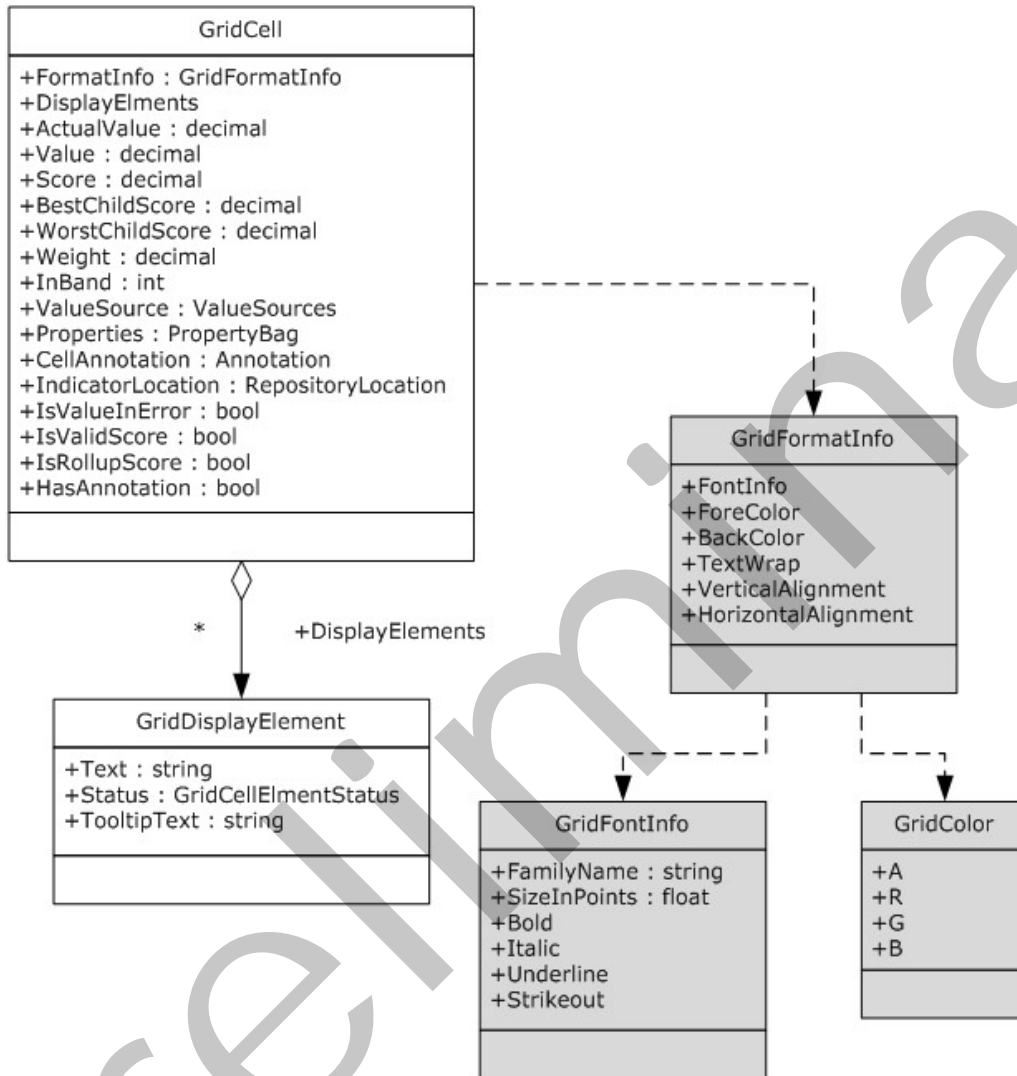 GridCell
+FormatInfo : GridFormatInfo
+DisplayElments
+ActualValue : decimal
+Value : decimal
+Score : decimal
+BestChildScore : decimal
+WorstChildScore : decimal
+Weight : decimal
+InBand : int
+ValueSource : ValueSources
+Properties : PropertyBag
+CellAnnotation : Annotation
+IndicatorLocation : RepositoryLocation
+IsValueInError : bool
+IsValidScore : bool
+IsRollupScore : bool
+HasAnnotation : bool
* +DisplayElements
GridDisplayElement
+Text : string
+Status : GridCellElmentStatus
+TooltipText : string
GridFormatInfo
+FontInfo
+ForeColor
+BackColor
+TextWrap
+VerticalAlignment
+HorizontalAlignment
GridFontInfo
+FamilyName : string
+SizeInPoints : float
+Bold
+Italic
+Underline
+Strikeout
GridColor
+A
+R
+G
+B
elimina